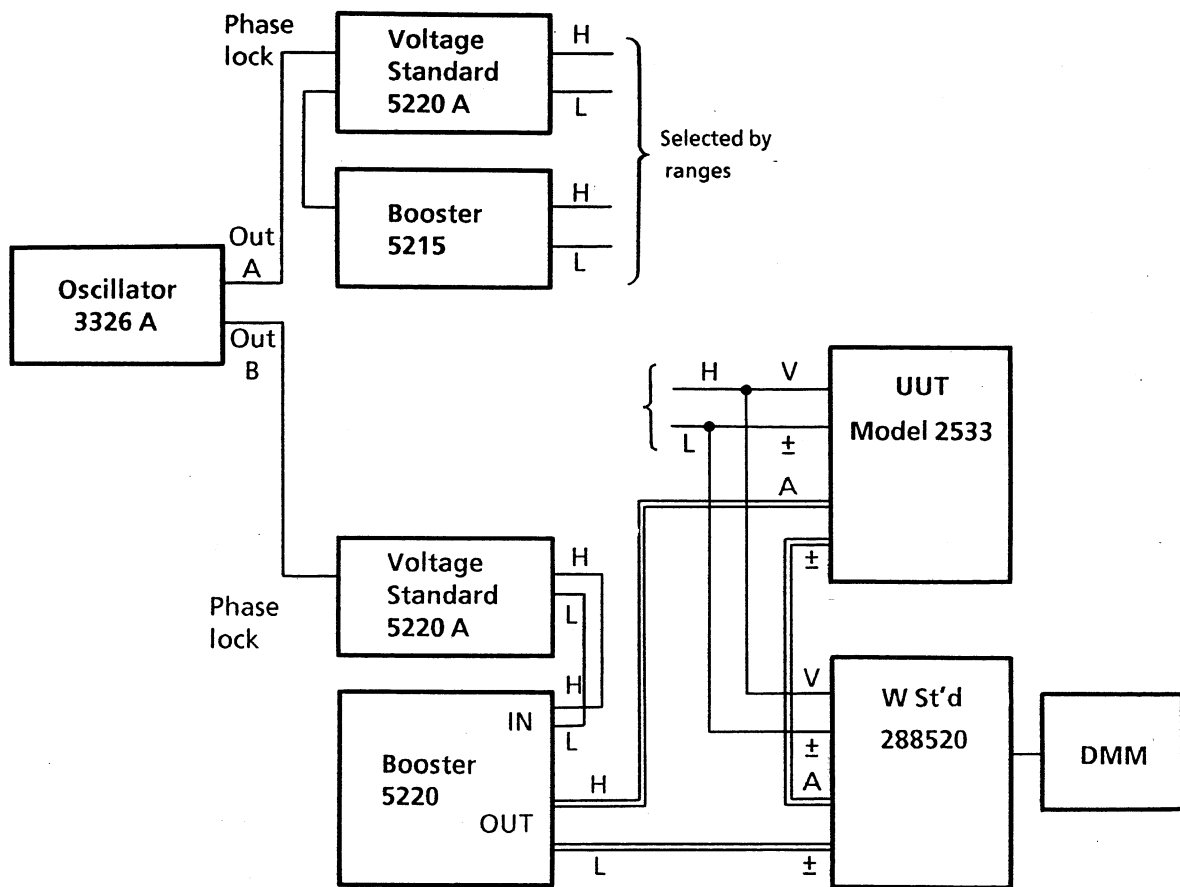 Phase
lock
Voltage
Standard
5220 A
H
L
Selected by
ranges
Booster
5215
H
L
Out
A
Oscillator
3326 A
Out
B
H
V
L
±
A
±
UUT
Model 2533
Phase
lock
Voltage
Standard
5220 A
H
L
H
IN
L
Booster
5220
OUT
H
L
V
±
A
±
W St'd
288520
DMM